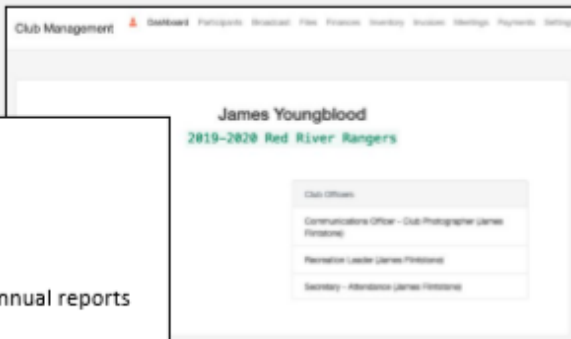 Club Management Dashboard Participants Broadcast Files Finances Inventory Invoices Meetings Payments Setting
James Youngblood
2019-2020 Red River Rangers
Club Officers
Communications Officer - Club Photographer (James
Flintstone)
Recreation Leader (James Flintstone)
Secretary - Attendance (James Flintstone)
nnual reports